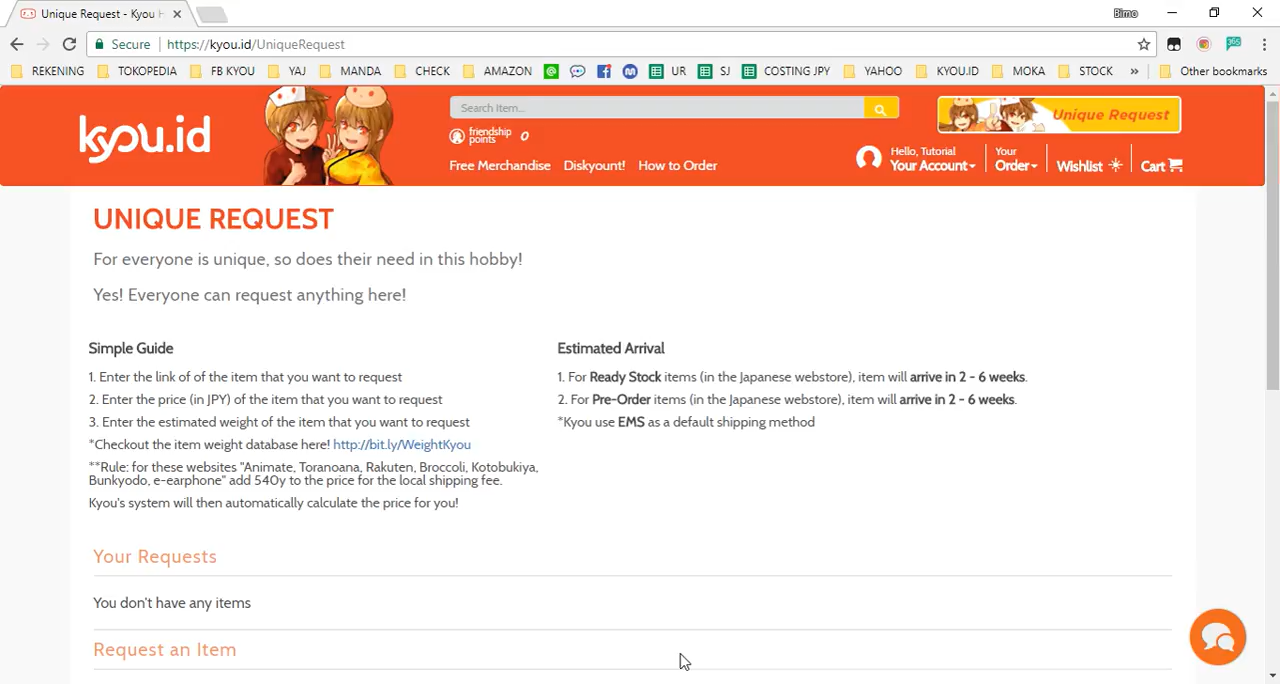 Unique Request - Kyou H
Bimo
Secure https://kyou.id/UniqueRequest
REKENING TOKOPEDIA FB KYOU YAJ MANDA CHECK AMAZON UR SJ COSTING JPY YAHOO KYOU.ID MOKA STOCK » Other bookmarks
kyou.id
Search Item...
friendship
points 0
Unique Request
Free Merchandise Diskyount! How to Order
Hello, Tutorial
Your Account
Your
Order
Wishlist
Cart
UNIQUE REQUEST
For everyone is unique, so does their need in this hobby!
Yes! Everyone can request anything here!
Simple Guide
1. Enter the link of of the item that you want to request
2. Enter the price (in JPY) of the item that you want to request
3. Enter the estimated weight of the item that you want to request
*Checkout the item weight database here! http://bit.ly/WeightKyou
**Rule: for these websites "Animate, Toranoana, Rakuten, Broccoli, Kotobukiya,
Bunkyodo, e-earphone" add 540y to the price for the local shipping fee.
Kyou's system will then automatically calculate the price for you!
Estimated Arrival
1. For Ready Stock items (in the Japanese webstore), item will arrive in 2 - 6 weeks.
2. For Pre-Order items (in the Japanese webstore), item will arrive in 2 - 6 weeks.
*Kyou use EMS as a default shipping method
Your Requests
You don't have any items
Request an Item